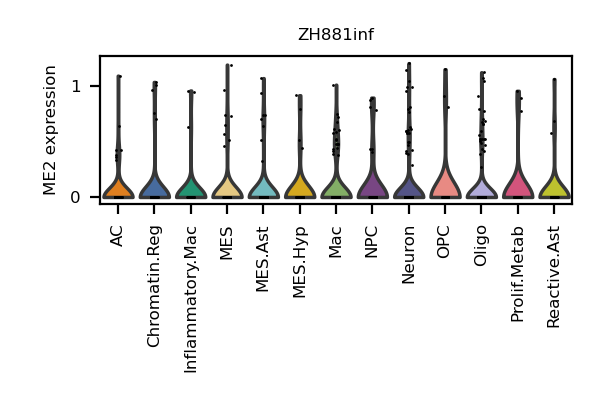 ZH881inf
ME2 expression
1
0
AC
Chromatin.Reg
Inflammatory.Mac
MES
MES.Ast
MES.Hyp
Mac
NPC
Neuron
OPC
Oligo
Prolif.Metab
Reactive.Ast